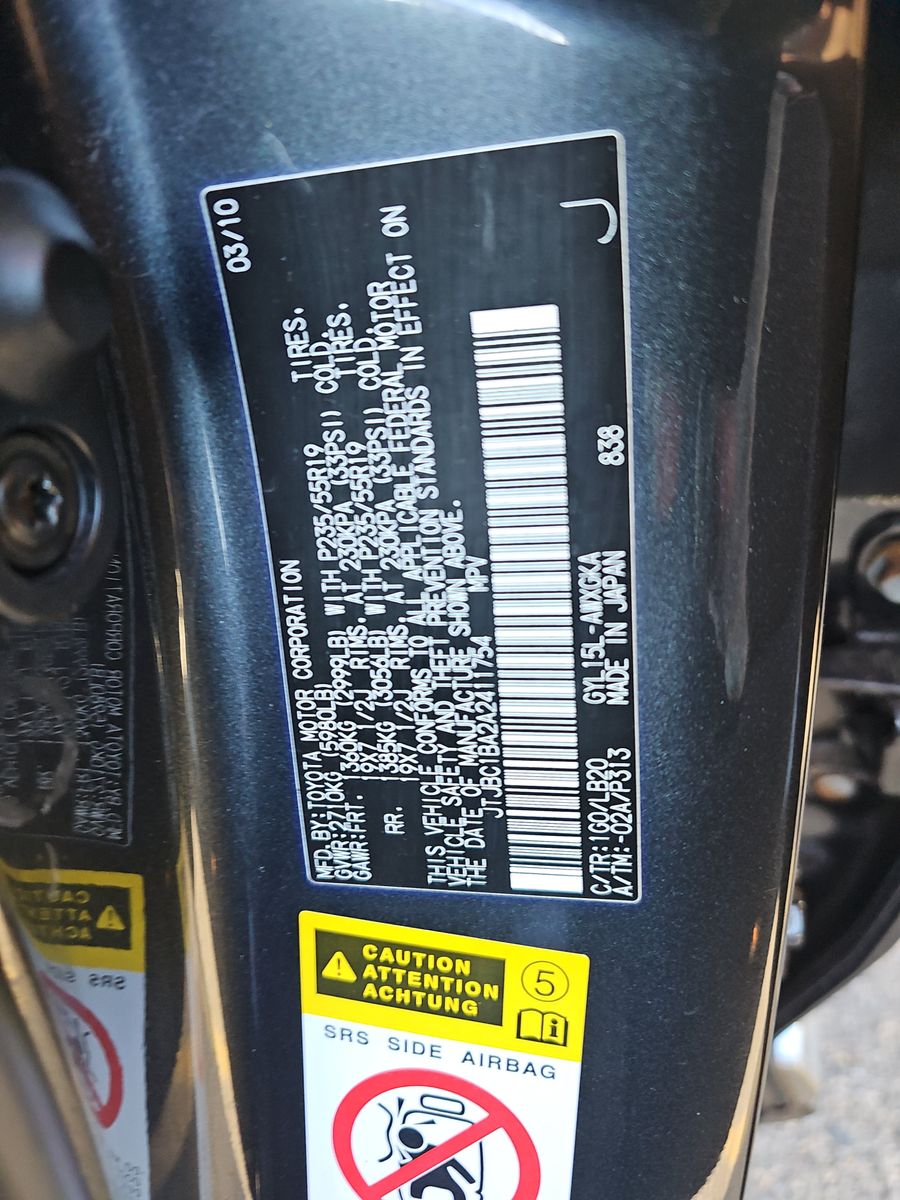 MFD. BY: TOYOTA MOTOR CORPORATION 03/10
GVWR: 2710KG (5980LB)
GAWR: FRT. 1360KG (2999LB) WITH P235/55R19 TIRES.
19X7 1/2J RIMS. AT 230KPA (33PSI) COLD.
RR. 1385KG (3056LB) WITH P235/55R19 TIRES.
19X7 1/2J RIMS. AT 230KPA (33PSI) COLD.
THIS VEHICLE CONFORMS TO ALL APPLICABLE FEDERAL MOTOR
VEHICLE SAFETY AND THEFT PREVENTION STANDARDS IN EFFECT ON
THE DATE OF MANUFACTURE SHOWN ABOVE.
JTJBC1BA2A2411754 MPV
C/TR: 1G0/LB20 GYL15L-AWXGKA 838
A/TM: -02A/P313 MADE IN JAPAN
J
CAUTION
ATTENTION
ACHTUNG
5
SRS SIDE AIRBAG